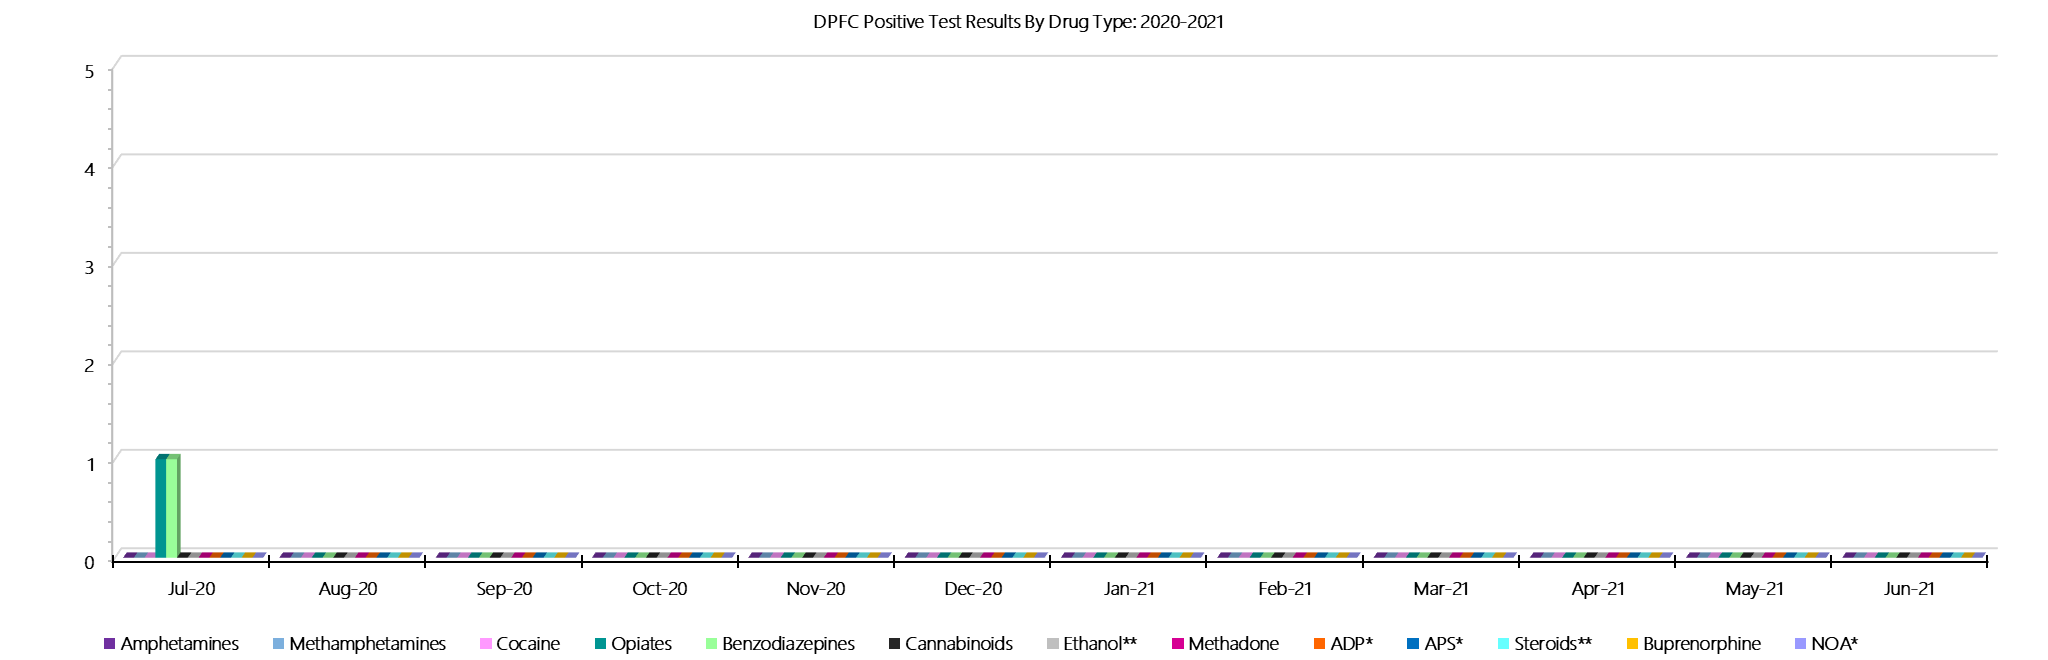 DPFC Positive Test Results By Drug Type: 2020-2021
5
4
3
2
1
0
Jul-20 Aug-20 Sep-20 Oct-20 Nov-20 Dec-20 Jan-21 Feb-21 Mar-21 Apr-21 May-21 Jun-21
Amphetamines Methamphetamines Cocaine Opiates Benzodiazepines Cannabinoids Ethanol** Methadone ADP* APS* Steroids** Buprenorphine NOA*